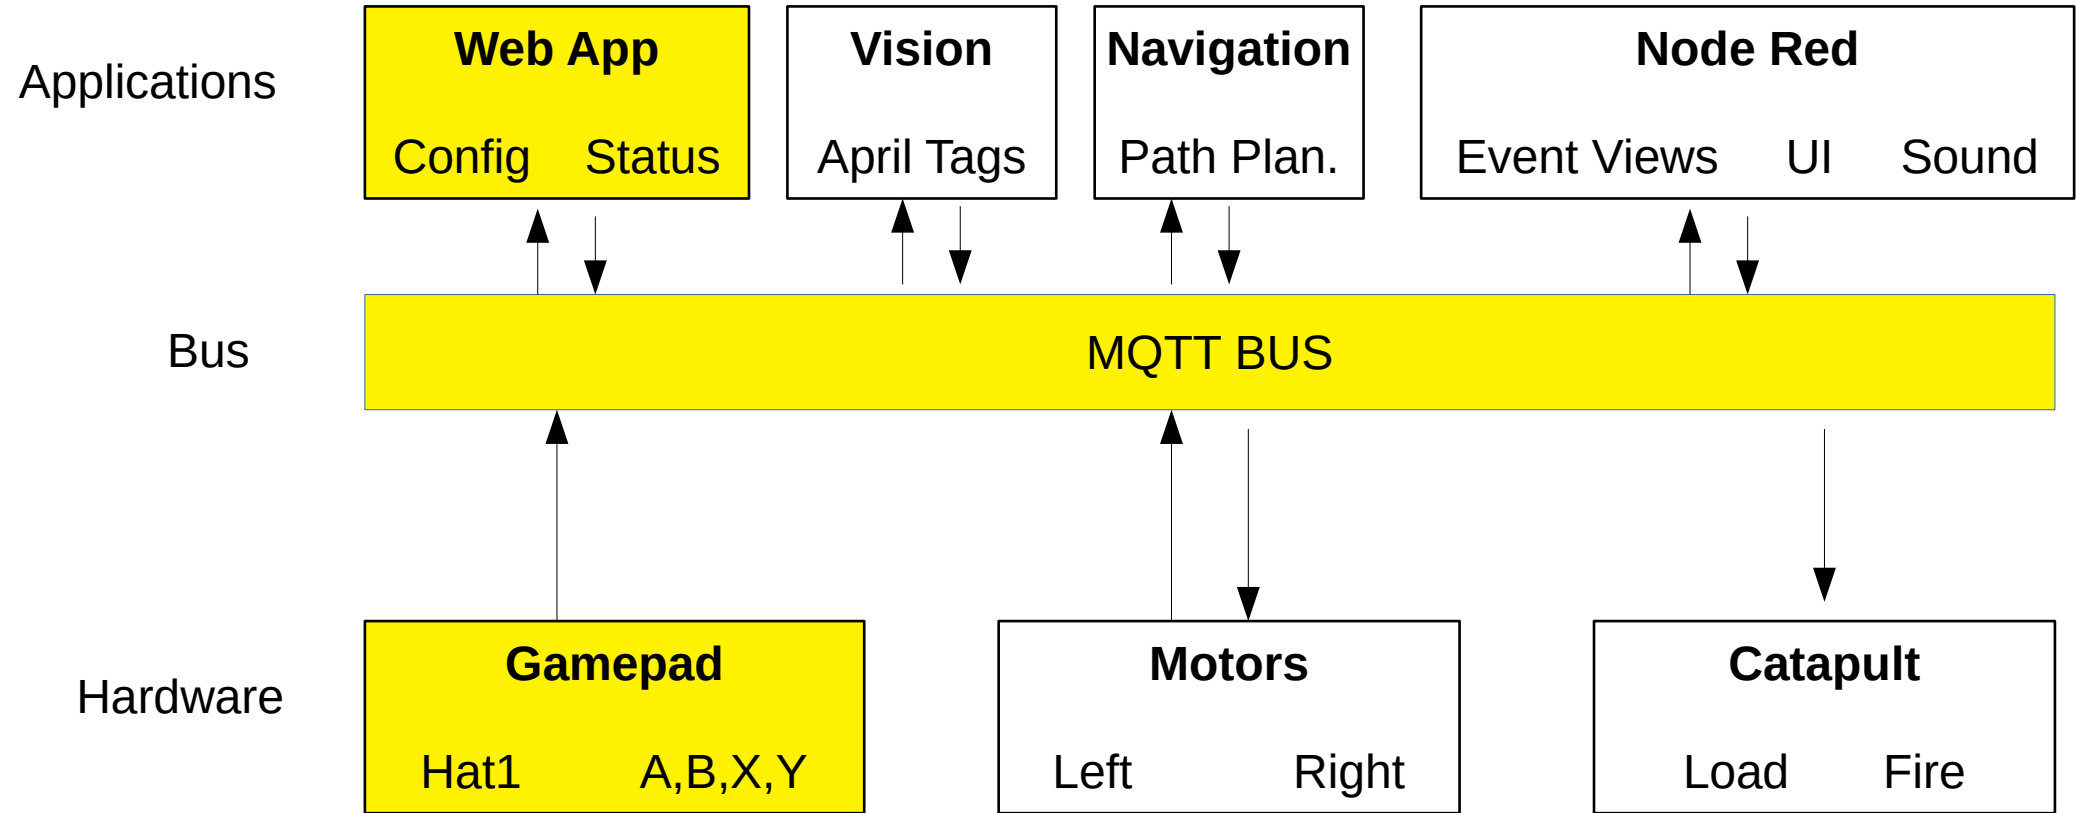 Applications
Web App
Config Status
Vision
April Tags
Navigation
Path Plan.
Node Red
Event Views UI Sound
Bus
MQTT BUS
Hardware
Gamepad
Hat1 A,B,X,Y
Motors
Left Right
Catapult
Load Fire